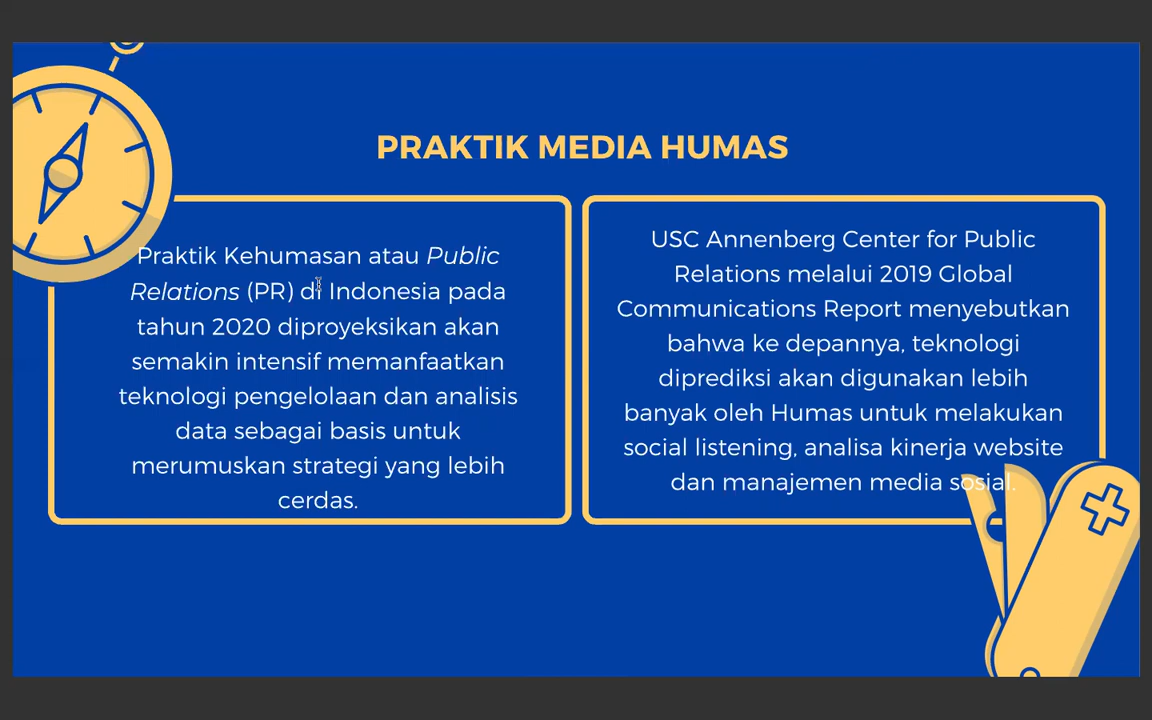 PRAKTIK MEDIA HUMAS
Praktik Kehumasan atau Public
Relations (PR) di Indonesia pada
tahun 2020 diproyeksikan akan
semakin intensif memanfaatkan
teknologi pengelolaan dan analisis
data sebagai basis untuk
merumuskan strategi yang lebih
cerdas.
USC Annenberg Center for Public
Relations melalui 2019 Global
Communications Report menyebutkan
bahwa ke depannya, teknologi
diprediksi akan digunakan lebih
banyak oleh Humas untuk melakukan
social listening, analisa kinerja website
dan manajemen media sosial.